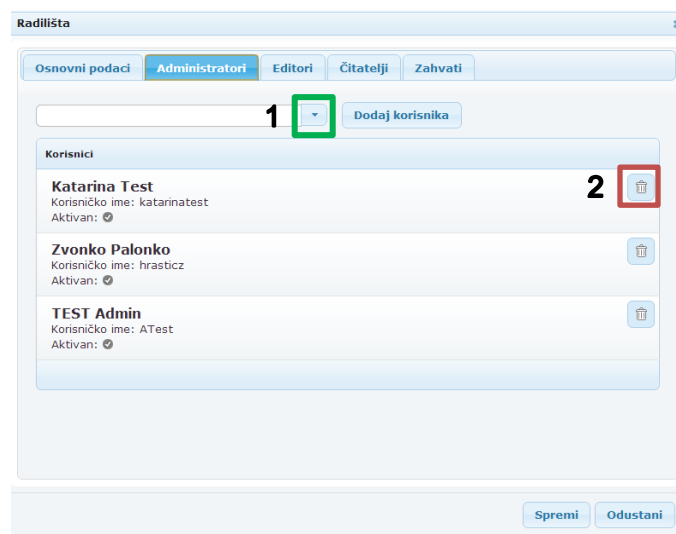 Radilišta
Osnovni podaci Administratori Editori Čitatelji Zahvati
1 Dodaj korisnika
Korisnici
Katarina Test
Korisničko ime: katarinatest
Aktivan:
2
Zvonko Palonko
Korisničko ime: hrasticz
Aktivan:
TEST Admin
Korisničko ime: ATest
Aktivan:
Spremi Odustani